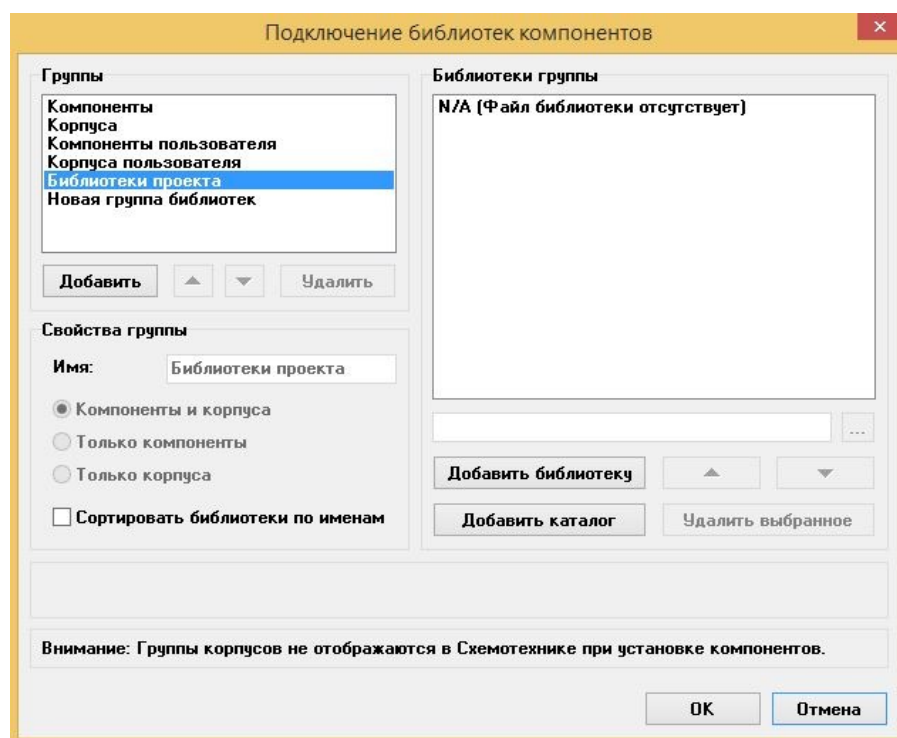 Подключение библиотек компонентов
Группы
Компоненты
Корпуса
Компоненты пользователя
Корпуса пользователя
Библиотеки проекта
Новая группа библиотек
Добавить
Удалить
Свойства группы
Имя: Библиотеки проекта
Компоненты и корпуса
Только компоненты
Только корпуса
Сортировать библиотеки по именам
Библиотеки группы
N/A (Файл библиотеки отсутствует)
...
Добавить библиотеку
Добавить каталог
Удалить выбранное
Внимание: Группы корпусов не отображаются в Схемотехнике при установке компонентов.
OK
Отмена